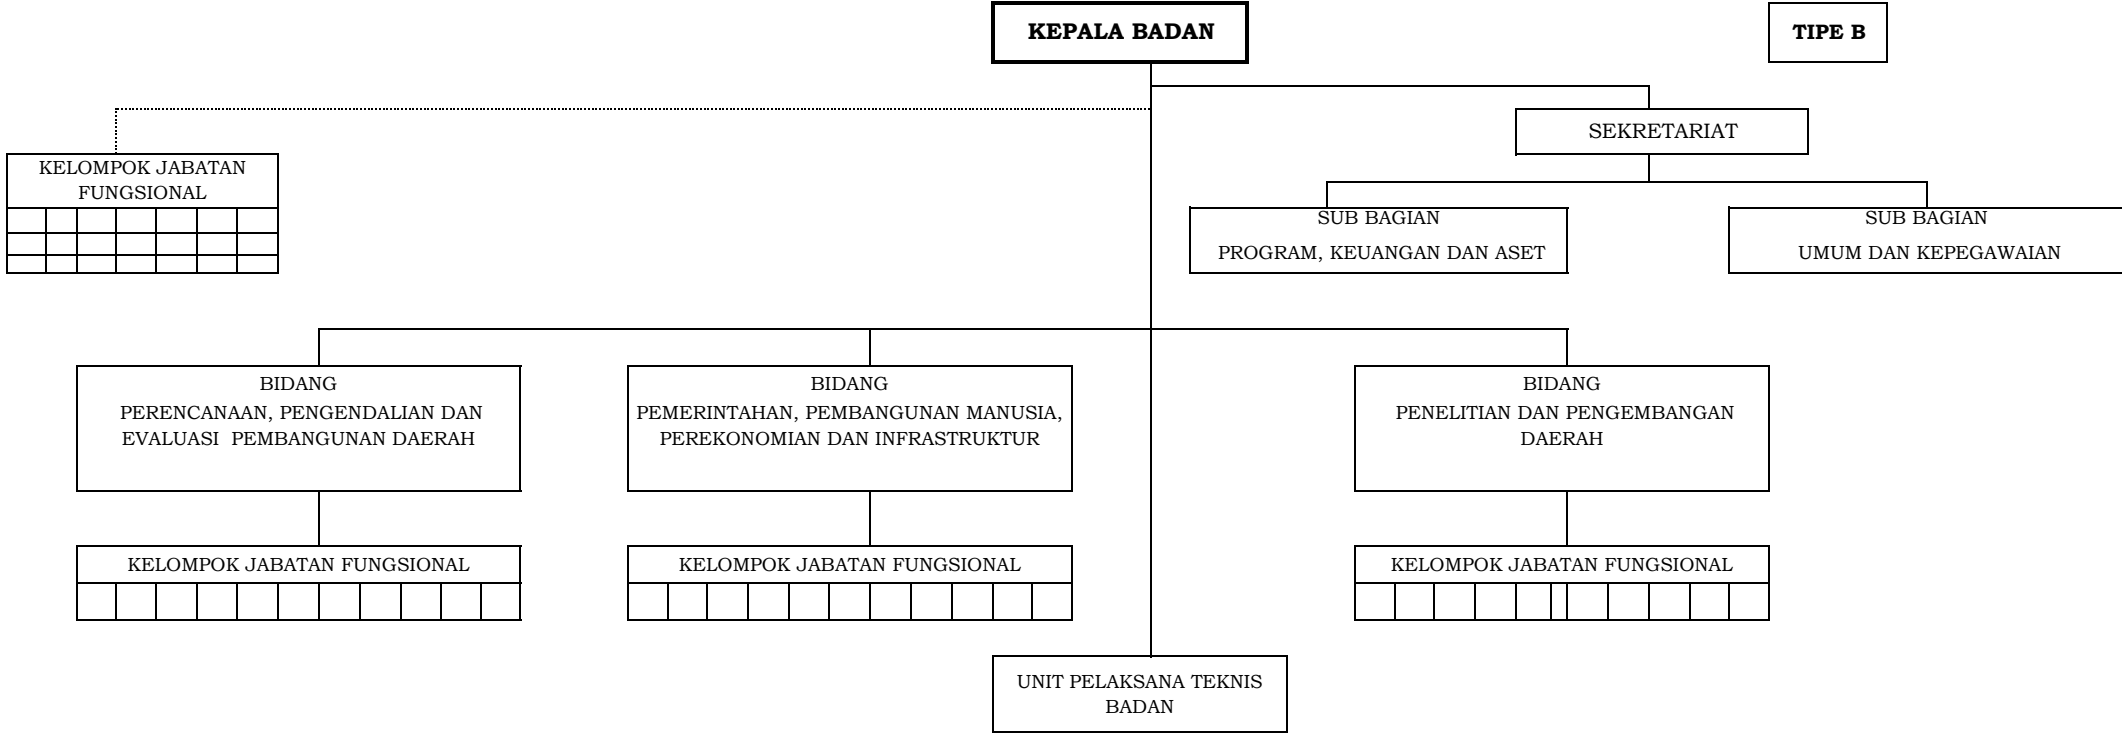 KEPALA BADAN
TIPE B
SEKRETARIAT
KELOMPOK JABATAN
FUNGSIONAL
SUB BAGIAN
PROGRAM, KEUANGAN DAN ASET
SUB BAGIAN
UMUM DAN KEPEGAWAIAN
BIDANG
PERENCANAAN, PENGENDALIAN DAN
EVALUASI PEMBANGUNAN DAERAH
BIDANG
PEMERINTAHAN, PEMBANGUNAN MANUSIA,
PEREKONOMIAN DAN INFRASTRUKTUR
BIDANG
PENELITIAN DAN PENGEMBANGAN
DAERAH
KELOMPOK JABATAN FUNGSIONAL
KELOMPOK JABATAN FUNGSIONAL
KELOMPOK JABATAN FUNGSIONAL
UNIT PELAKSANA TEKNIS
BADAN